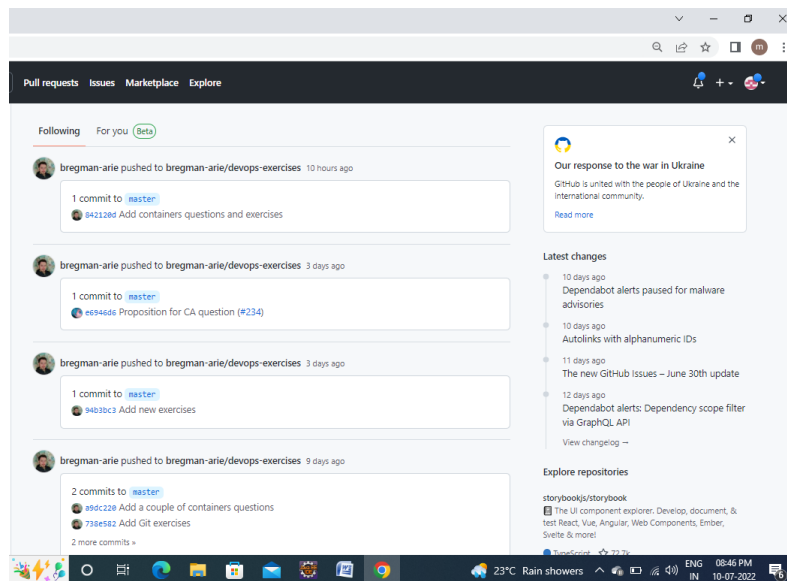 m
Pull requests Issues Marketplace Explore
Following For you Beta
bregman-arie pushed to bregman-arie/devops-exercises 10 hours ago
1 commit to master
842120d Add containers questions and exercises
bregman-arie pushed to bregman-arie/devops-exercises 3 days ago
1 commit to master
e6946d6 Proposition for CA question (#234)
bregman-arie pushed to bregman-arie/devops-exercises 3 days ago
1 commit to master
94b3bc3 Add new exercises
bregman-arie pushed to bregman-arie/devops-exercises 9 days ago
2 commits to master
a9dc220 Add a couple of containers questions
738e582 Add Git exercises
2 more commits »
Our response to the war in Ukraine
GitHub is united with the people of Ukraine and the
international community.
Read more
Latest changes
10 days ago
Dependabot alerts paused for malware
advisories
10 days ago
Autolinks with alphanumeric IDs
11 days ago
The new GitHub Issues – June 30th update
12 days ago
Dependabot alerts: Dependency scope filter
via GraphQL API
View changelog →
Explore repositories
storybookjs/storybook
The UI component explorer. Develop, document, &
test React, Vue, Angular, Web Components, Ember,
Svelte & more!
TypeScript 72.7k
23°C Rain showers
ENG
IN
08:46 PM
10-07-2022
6